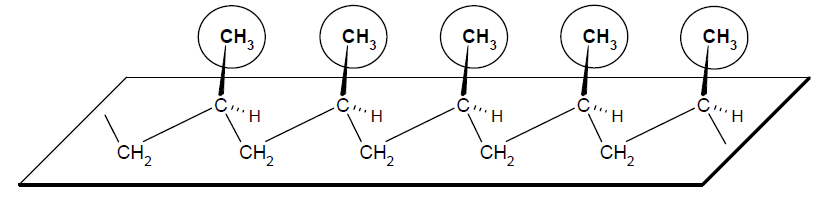 CH₃ CH₃ CH₃ CH₃ CH₃
C H C H C H C H C H
CH₂ CH₂ CH₂ CH₂ CH₂